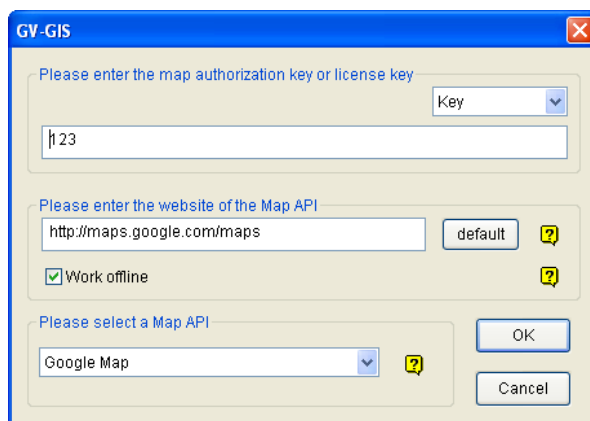 GV-GIS
Please enter the map authorization key or license key
Key
123
Please enter the website of the Map API
http://maps.google.com/maps
default
Work offline
Please select a Map API
Google Map
OK
Cancel